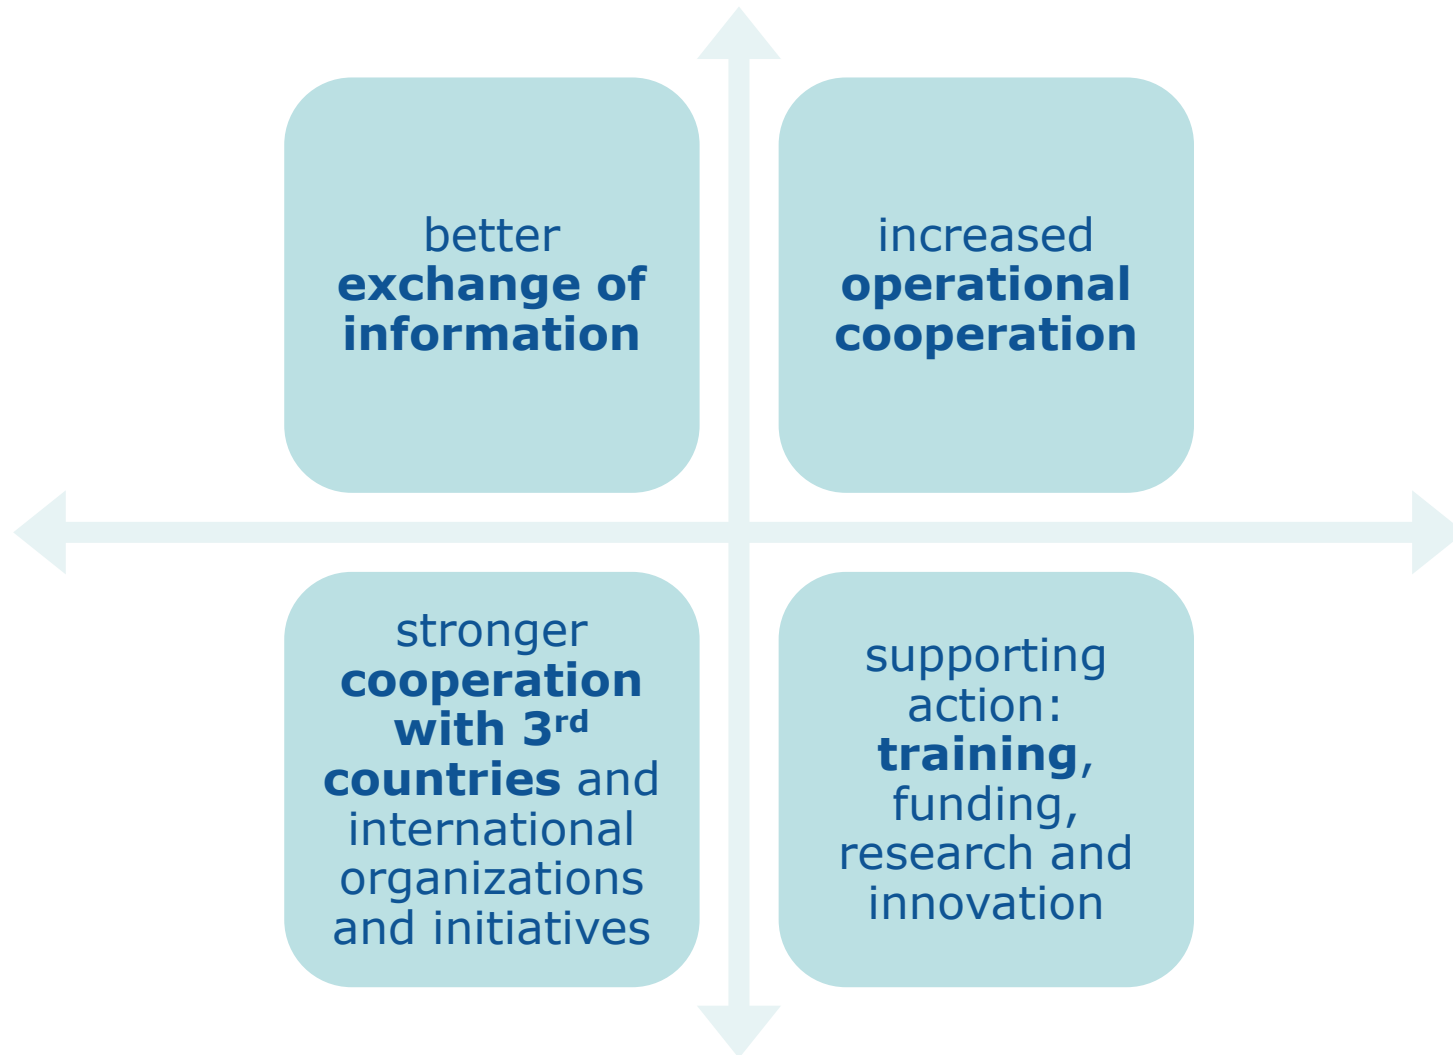 better
exchange of
information
increased
operational
cooperation
stronger
cooperation
with 3rd
countries and
international
organizations
and initiatives
supporting
action:
training,
funding,
research and
innovation